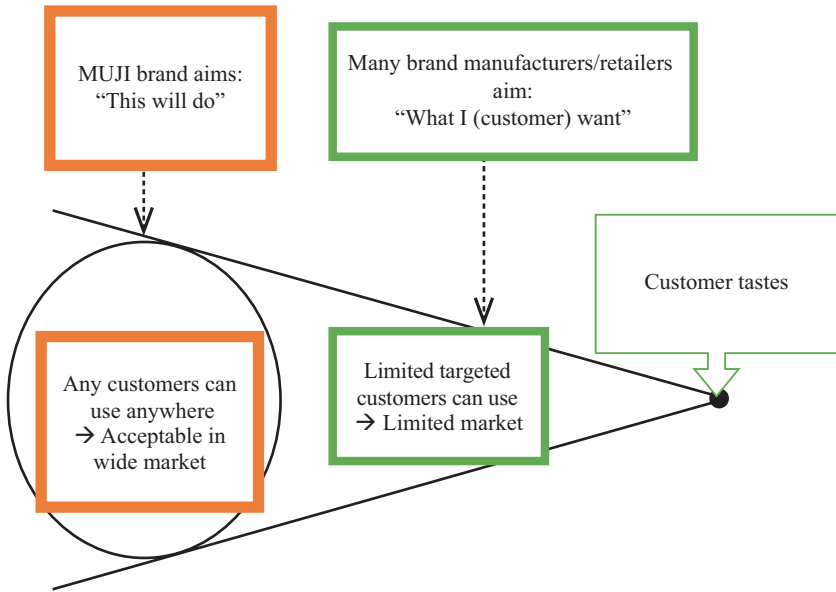 MUJI brand aims:
“This will do”
Many brand manufacturers/retailers
aim:
“What I (customer) want”
Customer tastes
Any customers can
use anywhere
→ Acceptable in
wide market
Limited targeted
customers can use
→ Limited market